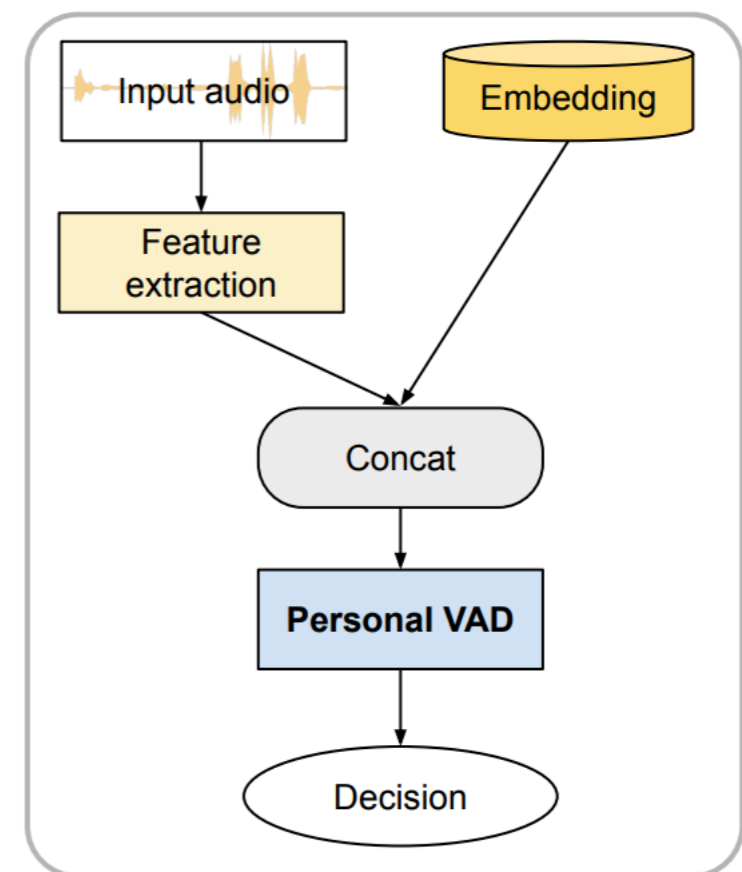 Input audio
Embedding
Feature
extraction
Concat
Personal VAD
Decision